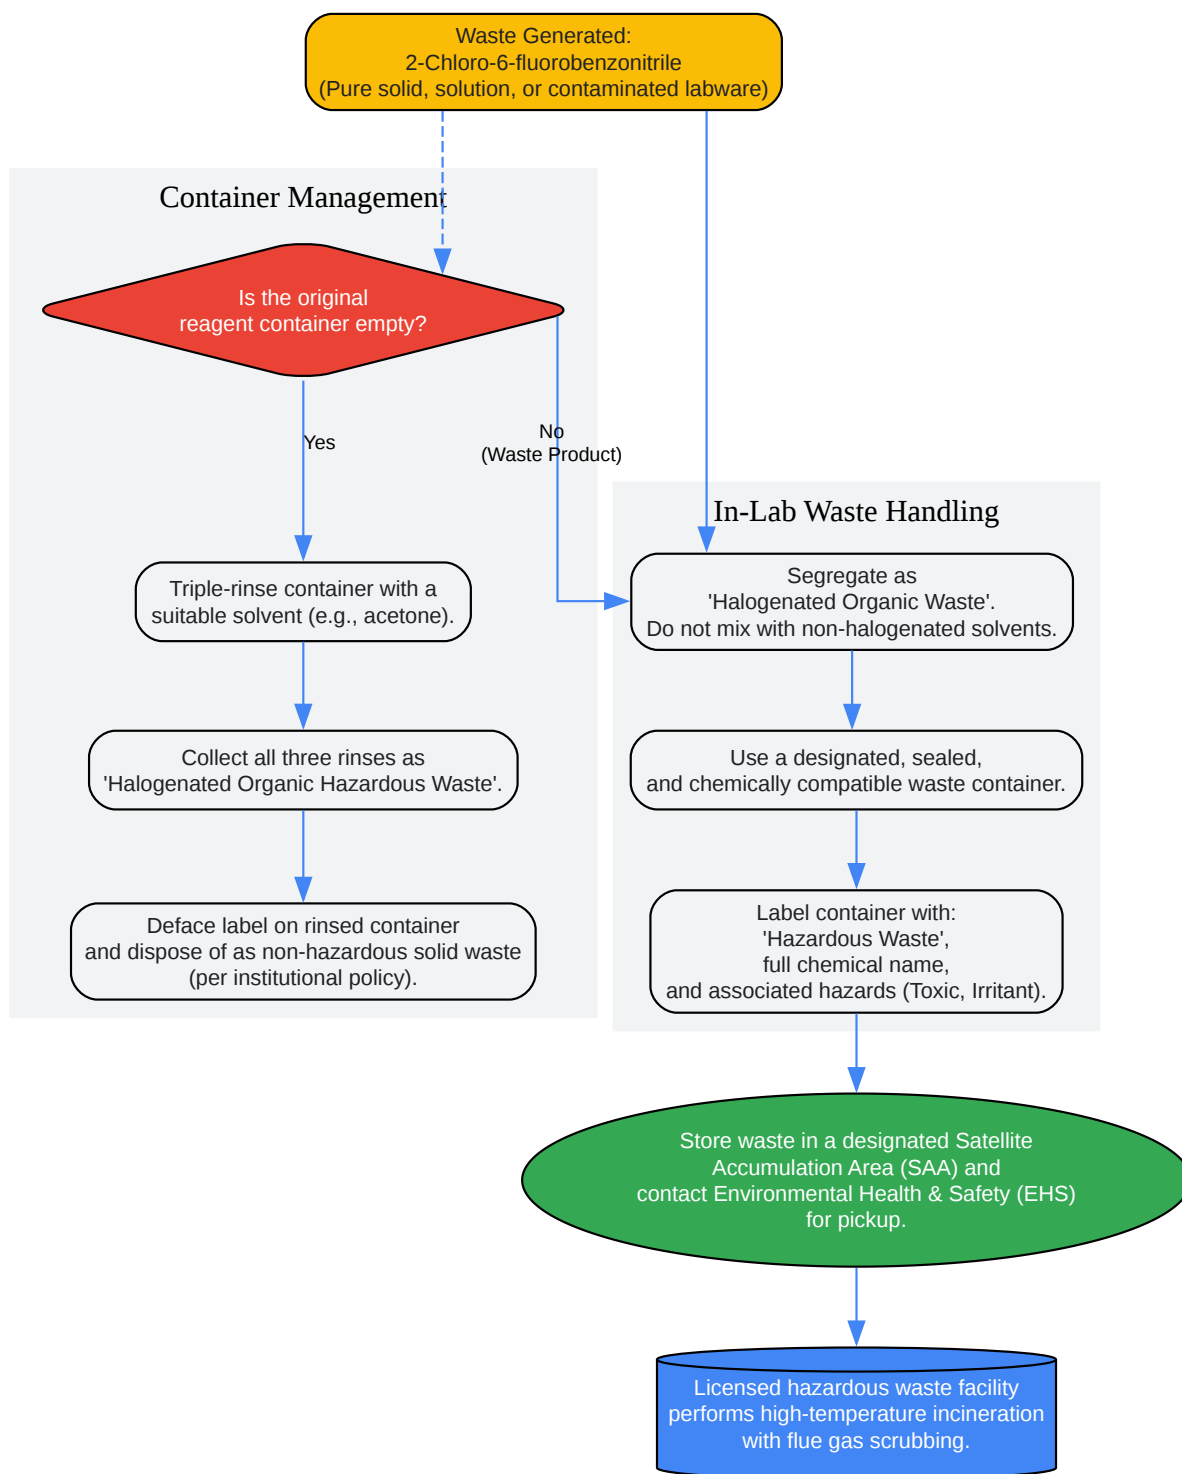 Waste Generated:
2-Chloro-6-fluorobenzonitrile
(Pure solid, solution, or contaminated labware)
Container Management
Is the original
reagent container empty?
Yes
No
(Waste Product)
Triple-rinse container with a
suitable solvent (e.g., acetone).
Collect all three rinses as
'Halogenated Organic Hazardous Waste'.
Deface label on rinsed container
and dispose of as non-hazardous solid waste
(per institutional policy).
In-Lab Waste Handling
Segregate as
'Halogenated Organic Waste'.
Do not mix with non-halogenated solvents.
Use a designated, sealed,
and chemically compatible waste container.
Label container with:
'Hazardous Waste',
full chemical name,
and associated hazards (Toxic, Irritant).
Store waste in a designated Satellite
Accumulation Area (SAA) and
contact Environmental Health & Safety (EHS)
for pickup.
Licensed hazardous waste facility
performs high-temperature incineration
with flue gas scrubbing.